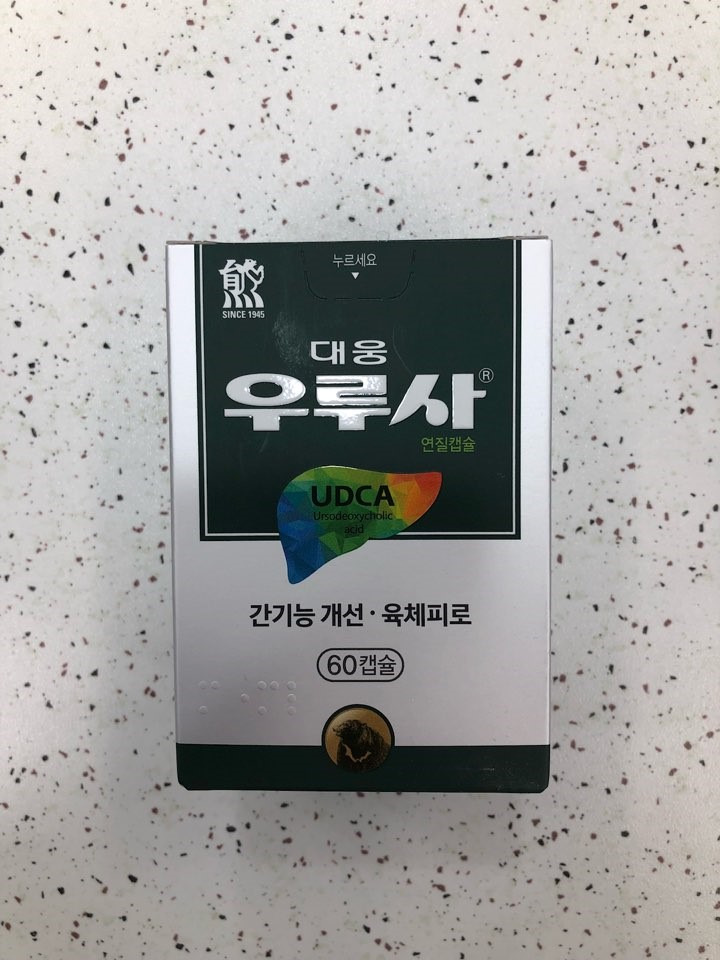 누르세요
SINCE 1945
대웅
우루사®
연질캡슐
UDCA
Ursodeoxycholic
acid
간기능 개선 · 육체피로
60캡슐